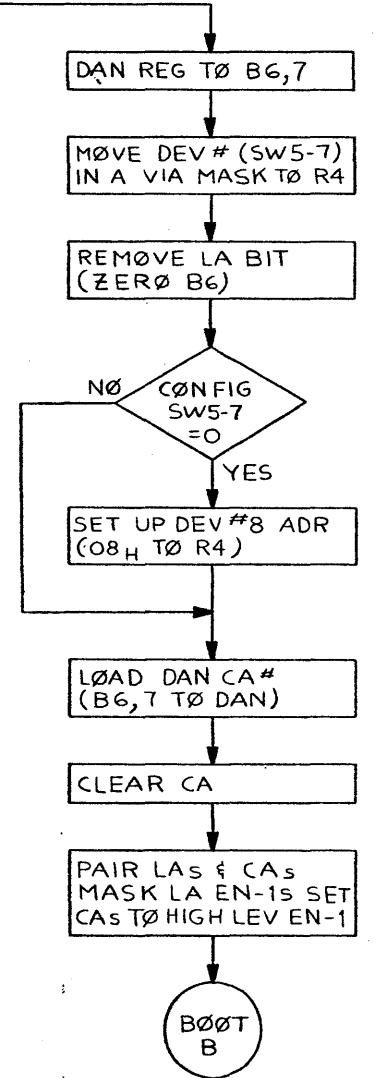 DAN REG TØ B6,7
MØVE DEV # (SW5-7)
IN A VIA MASK TØ R4
REMØVE LA BIT
(ZERØ B6)
NØ
CØNFIG
SW5-7
=0
YES
SET UP DEV #8 ADR
(08H TØ R4)
LØAD DAN CA#
(B6,7 TØ DAN)
CLEAR CA
PAIR LAs & CAs
MASK LA EN-1s SET
CAs TØ HIGH LEV EN-1
BØØT
B